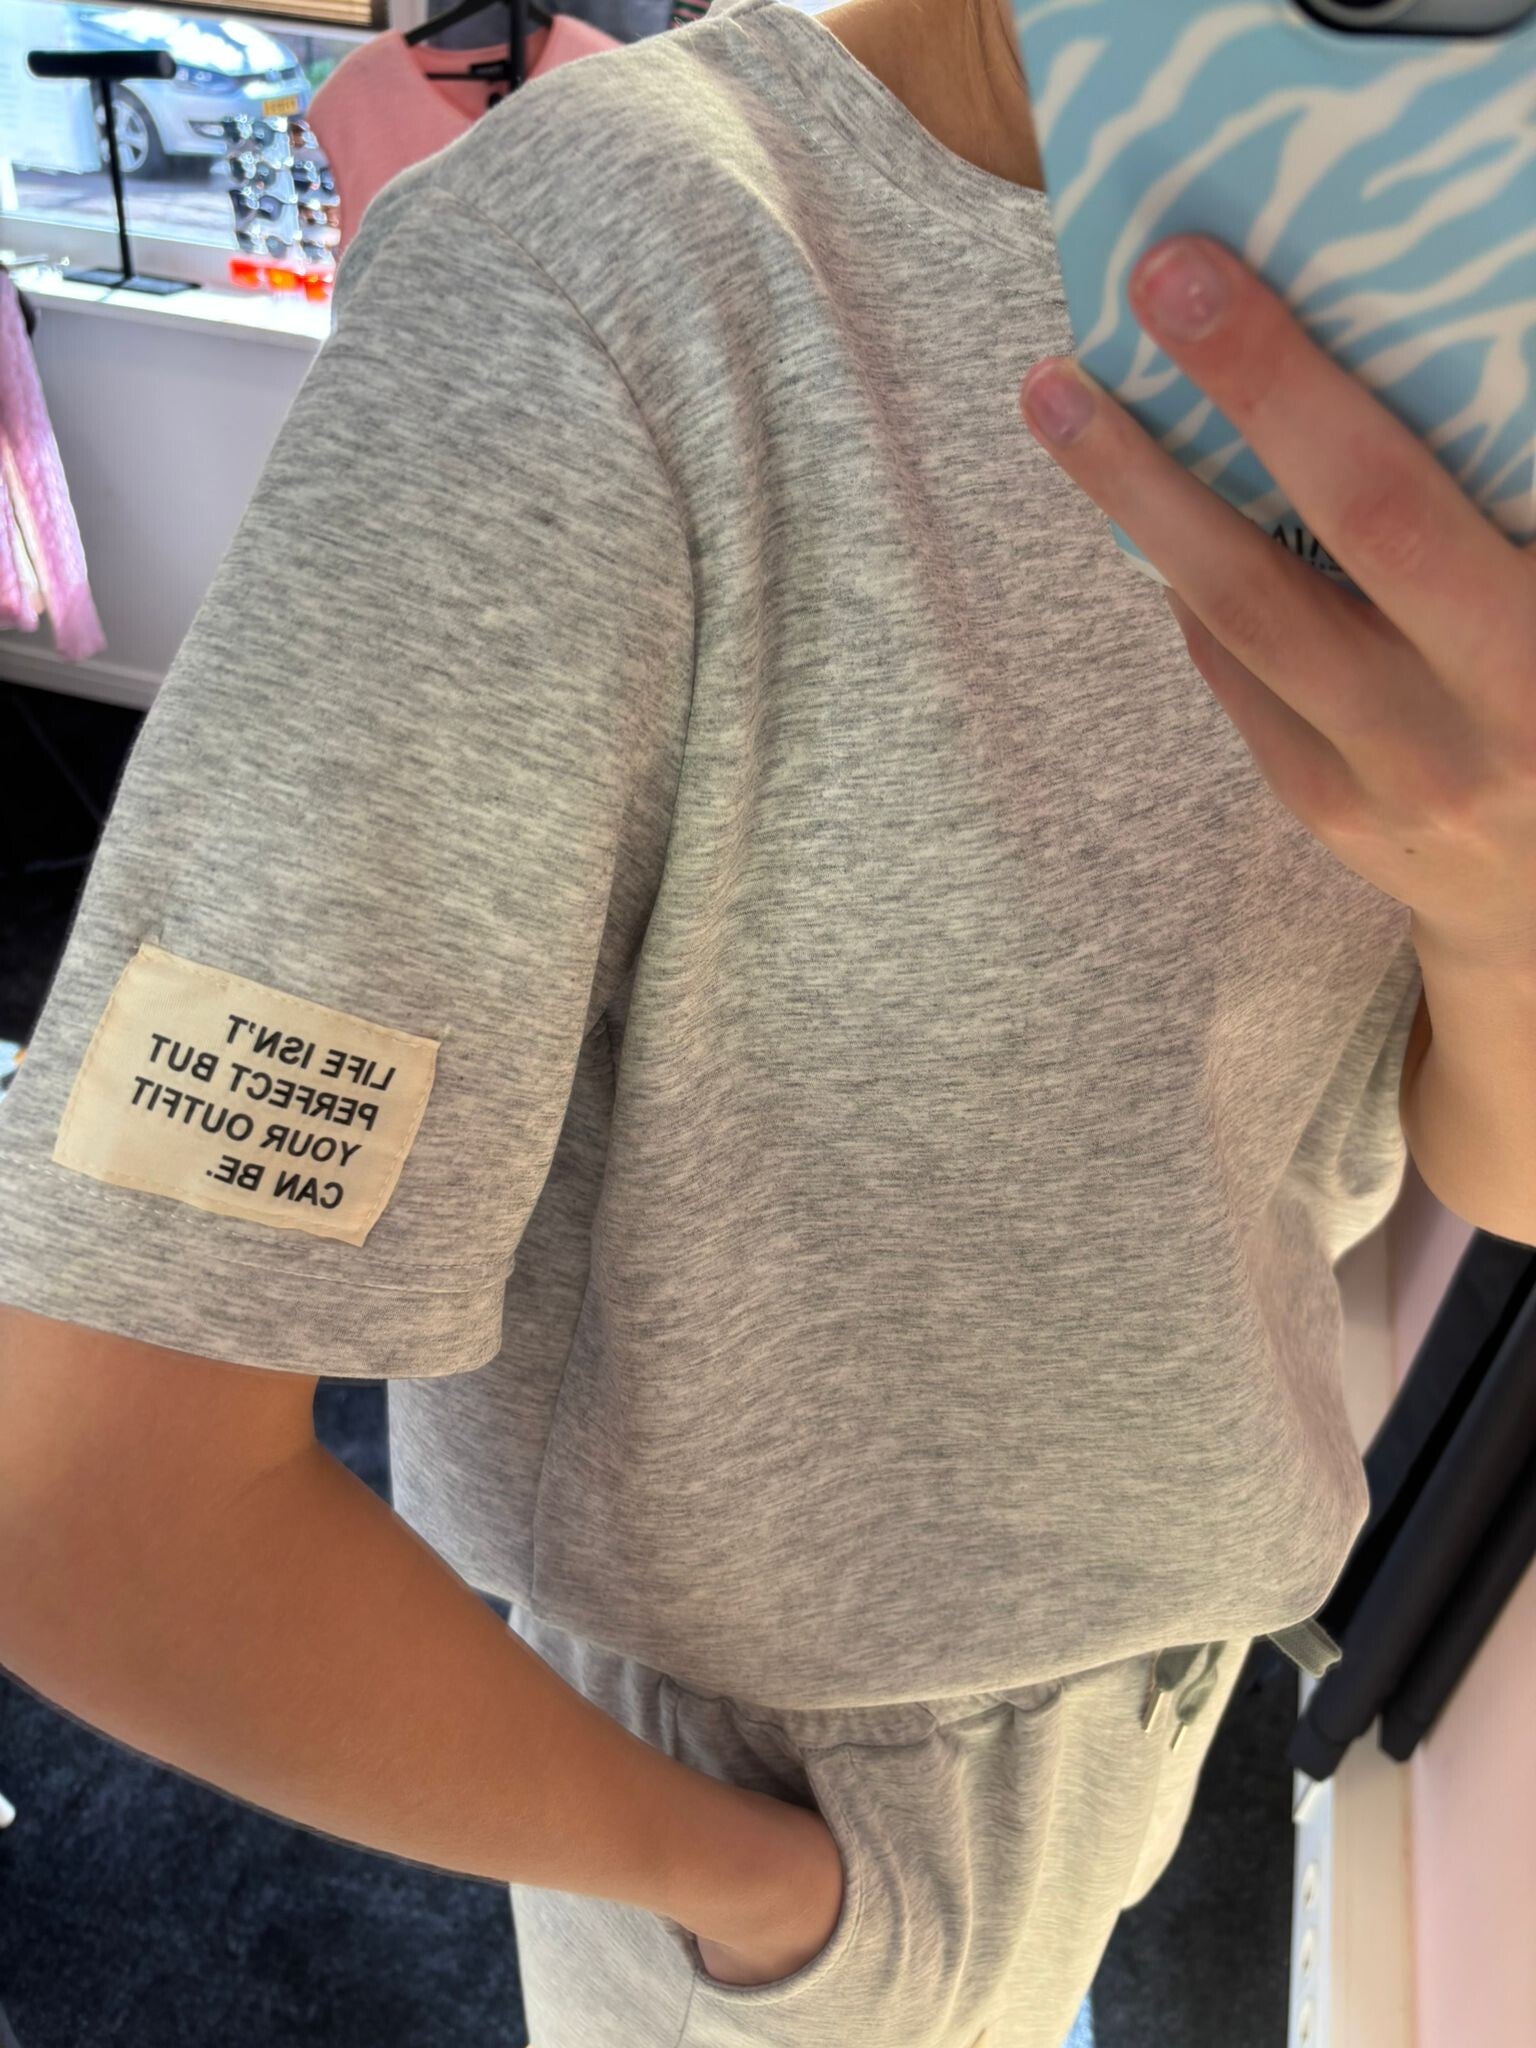 LIFE ISN'T
PERFECT BUT
YOUR OUTFIT
CAN BE.